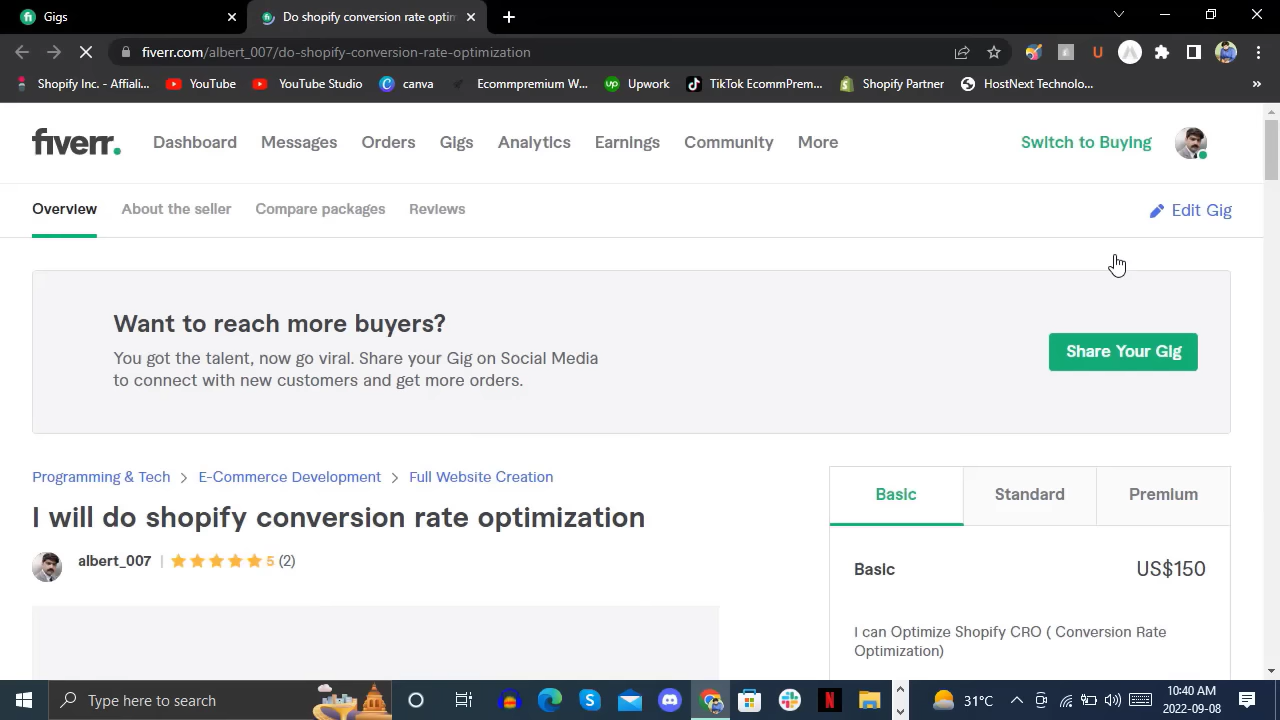 Gigs
Do shopify conversion rate optim
fiverr.com/albert_007/do-shopify-conversion-rate-optimization
Shopify Inc. - Affiali...
YouTube
YouTube Studio
canva
Ecommpremium W...
Upwork
TikTok EcommPrem...
Shopify Partner
HostNext Technolo...
fiverr.
Dashboard
Messages
Orders
Gigs
Analytics
Earnings
Community
More
Switch to Buying
Overview
About the seller
Compare packages
Reviews
Edit Gig
Want to reach more buyers?
You got the talent, now go viral. Share your Gig on Social Media
to connect with new customers and get more orders.
Share Your Gig
Programming & Tech > E-Commerce Development > Full Website Creation
I will do shopify conversion rate optimization
albert_007 | 5 (2)
Basic
Standard
Premium
Basic
US$150
I can Optimize Shopify CRO ( Conversion Rate
Optimization)
Type here to search
31°C
10:40 AM
2022-09-08